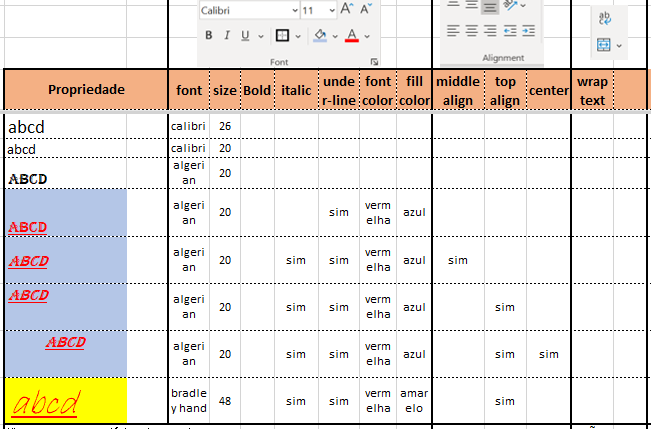 Calibri 11 A A
B I U A
Font
ab
Alignment
Propriedade font size Bold italic unde r-line font color fill color middle align top align center wrap text
abcd calibri 26
abcd calibri 20
ABCD algeri an 20
ABCD algeri an 20 sim verm elha azul
ABCD algeri an 20 sim sim verm elha azul sim
ABCD algeri an 20 sim sim verm elha azul sim
ABCD algeri an 20 sim sim verm elha azul sim sim
abcd bradle y hand 48 sim sim verm elha amar elo sim